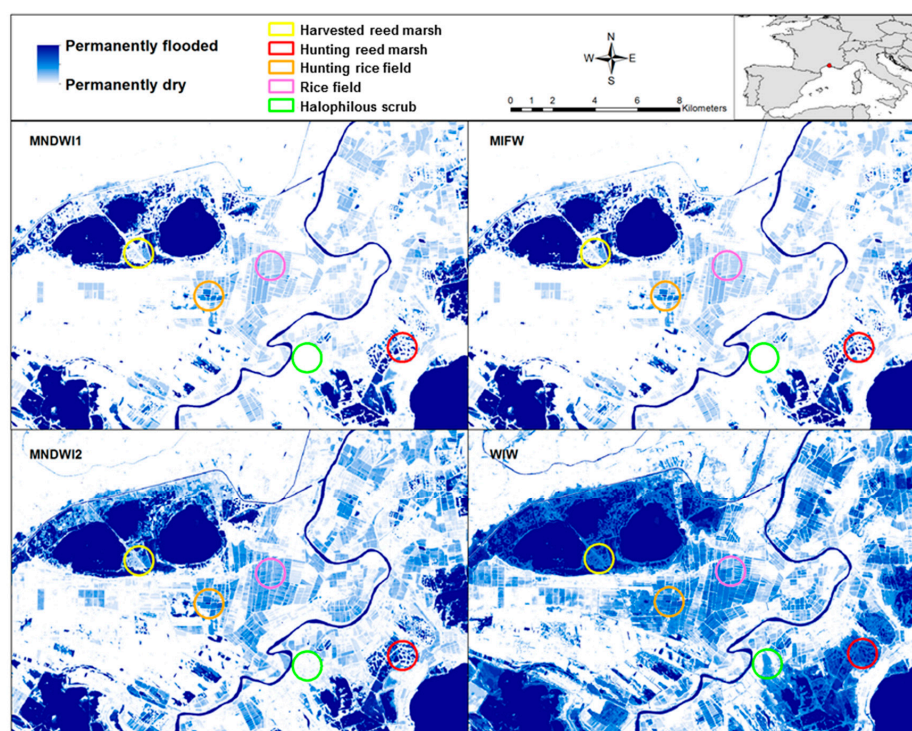 Permanently flooded
Permanently dry
Harvested reed marsh
Hunting reed marsh
Hunting rice field
Rice field
Halophilous scrub
N
W E
S
0 1 2 4 6 8
Kilometers
MNDWI1
MIFW
MNDWI2
WIW